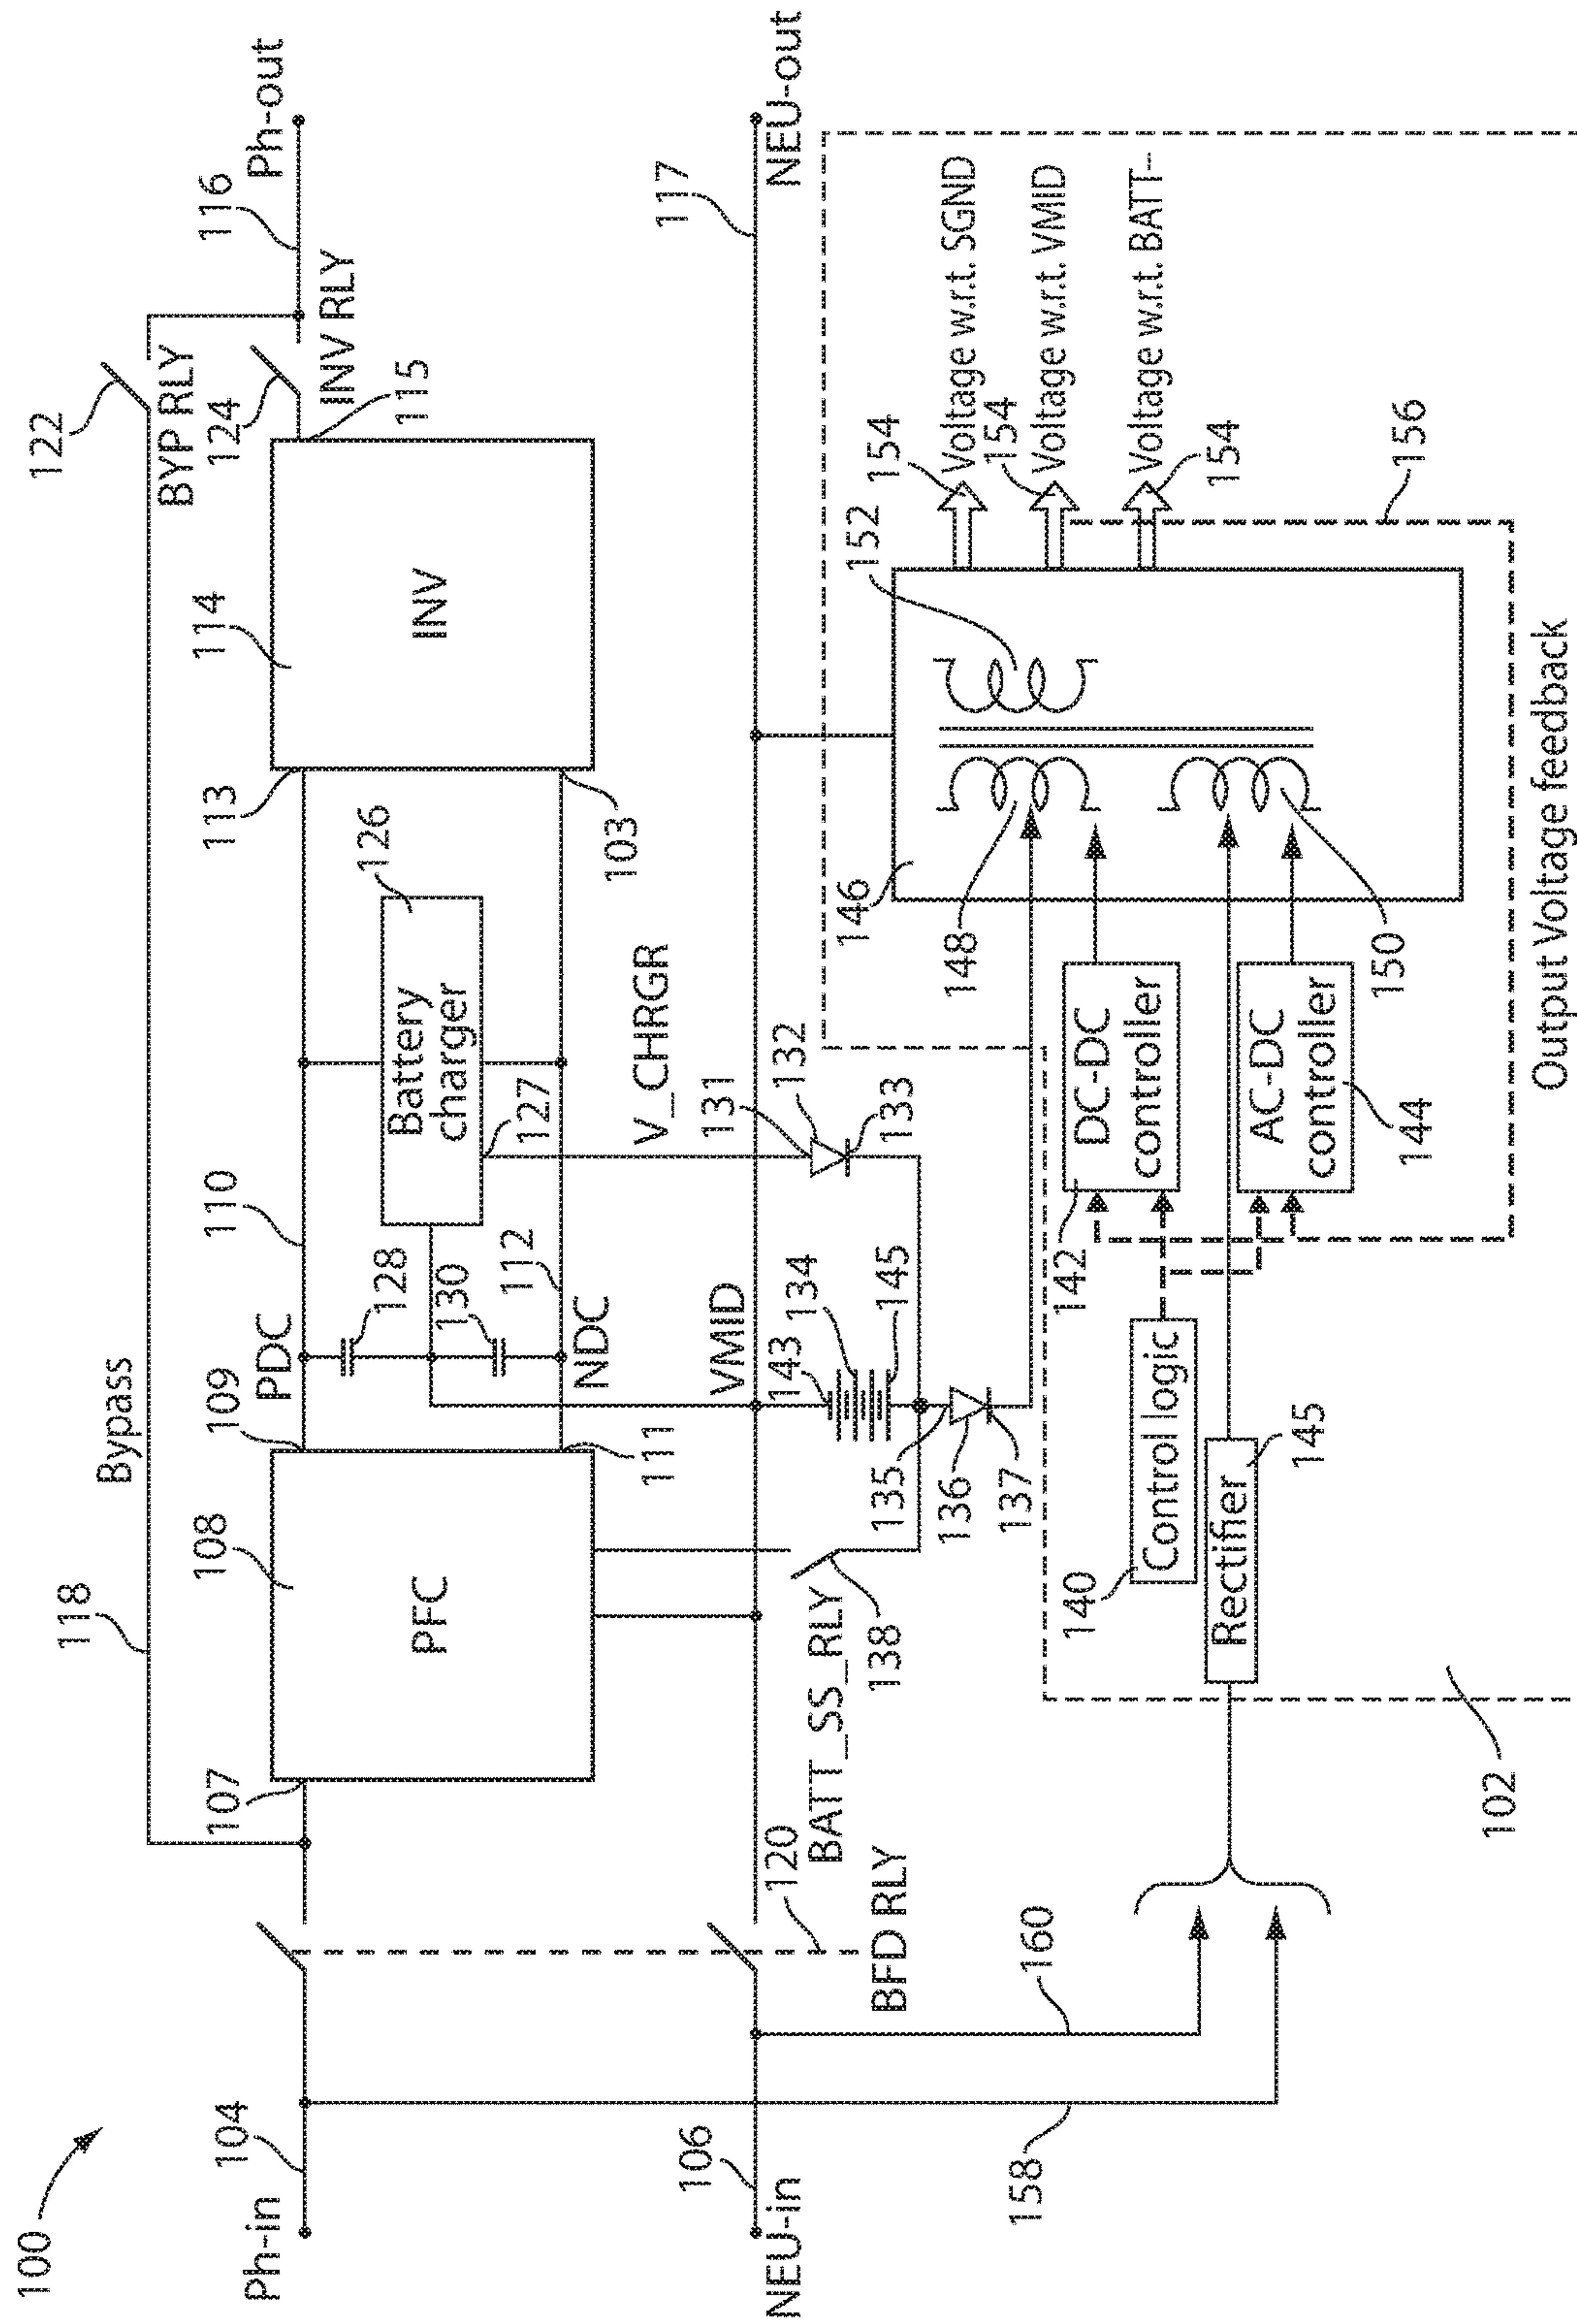 100
118
Bypass
122
BYP RLY
Ph-in
104
107
108
PFC
109
PDC
110
113
114
INV
124
INV RLY
115
116
Ph-out
128
130
112
NDC
111
126
Battery
charger
127
103
V_CHRGR
VMID
117
NEU-in
106
NEU-out
120
BFD RLY
BATT_SS_RLY
138
143
134
145
135
136
137
131
132
133
158
160
102
140
Control logic
Rectifier
145
142
DC-DC
controller
AC-DC
controller
144
146
148
150
152
154
Voltage w.r.t. SGND
154
Voltage w.r.t. VMID
Voltage w.r.t. BATT-
154
156
Output Voltage feedback